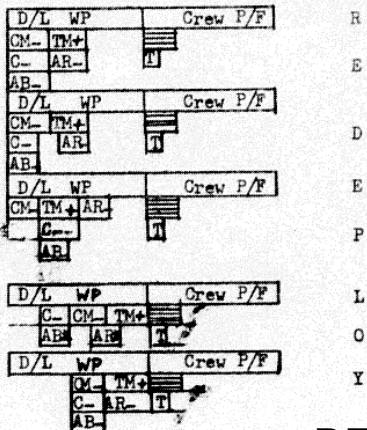 D/L WP Crew P/F R
CM- TM+
C- AR- T E
AB-
D/L WP Crew P/F
CM- TM+
C- AR- T D
AB-
D/L WP Crew P/F E
CM- TM+ AR-
C-- T P
AB-
D/L WP Crew P/F L
C- CM- TM+
AB- AR- T O
D/L WP Crew P/F
CM- TM+ Y
C- AR- T
AB-